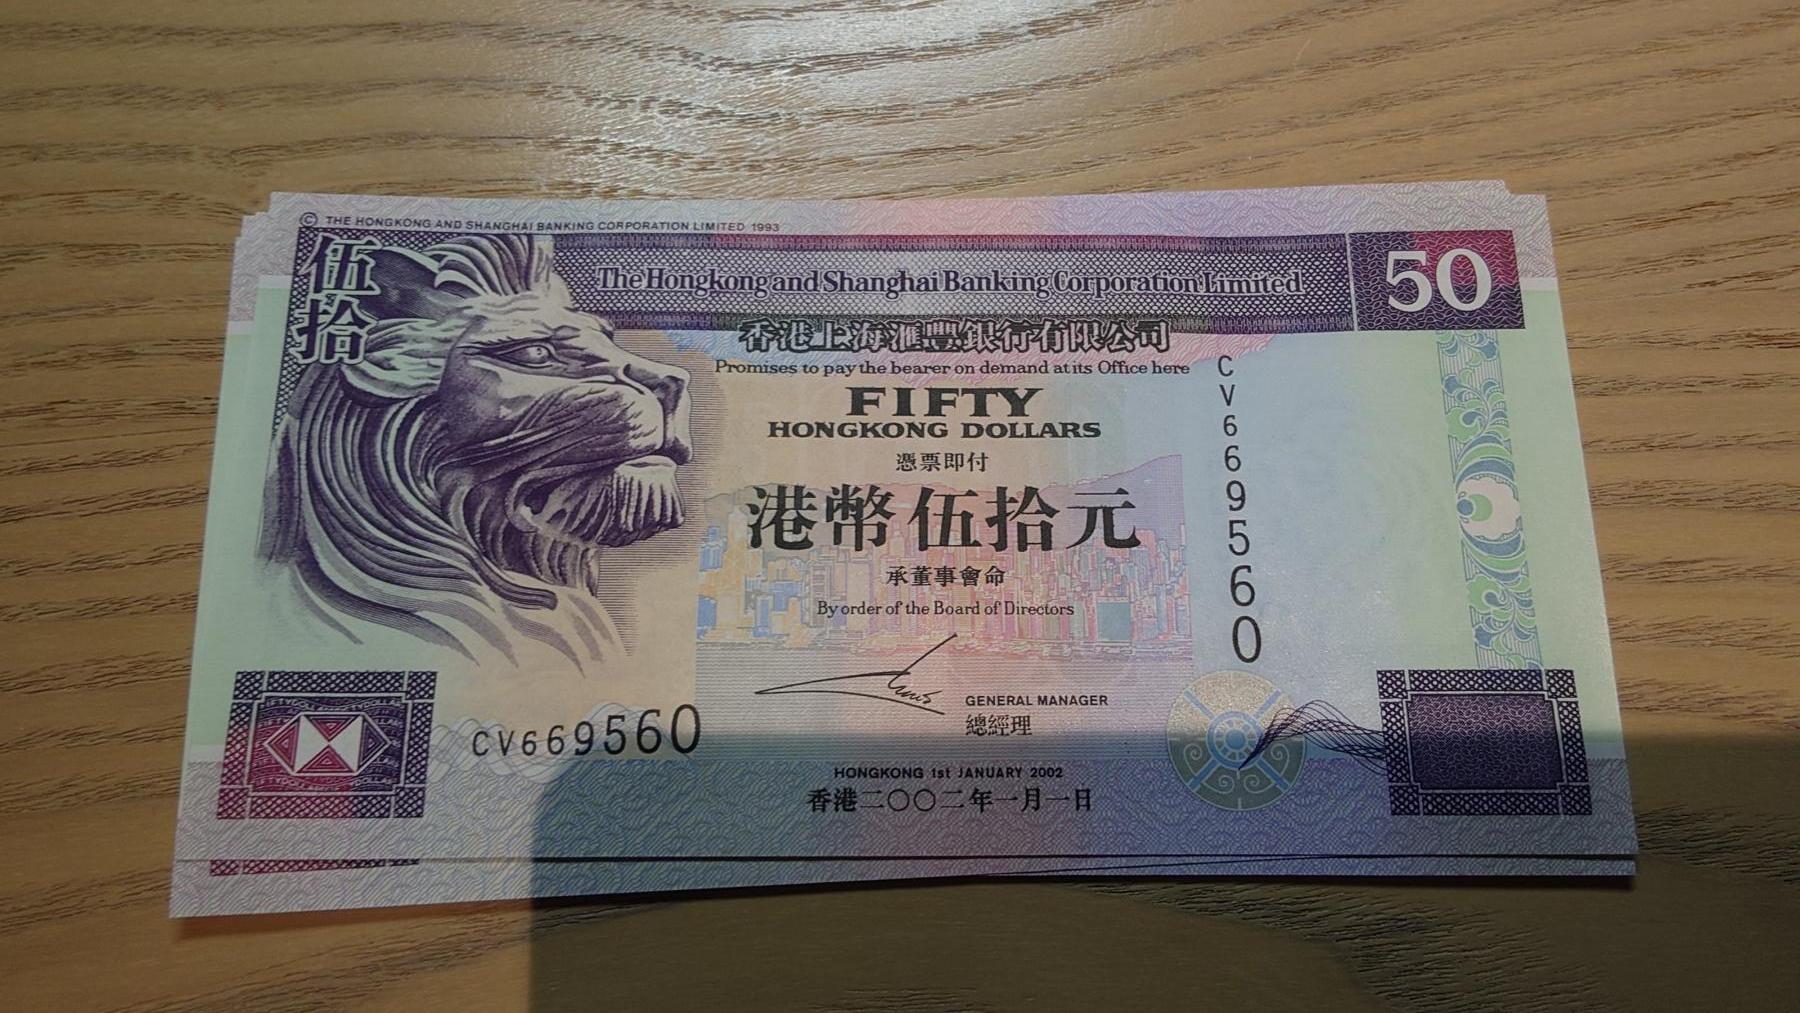 © THE HONGKONG AND SHANGHAI BANKING CORPORATION LIMITED 1993
伍拾
The Hongkong and Shanghai Banking Corporation Limited
50
香港上海滙豐銀行有限公司
Promises to pay the bearer on demand at its Office here
CV669560
FIFTY
HONGKONG DOLLARS
憑票即付
港幣伍拾元
承董事會命
By order of the Board of Directors
GENERAL MANAGER
總經理
CV669560
HONGKONG 1st JANUARY 2002
香港二〇〇二年一月一日